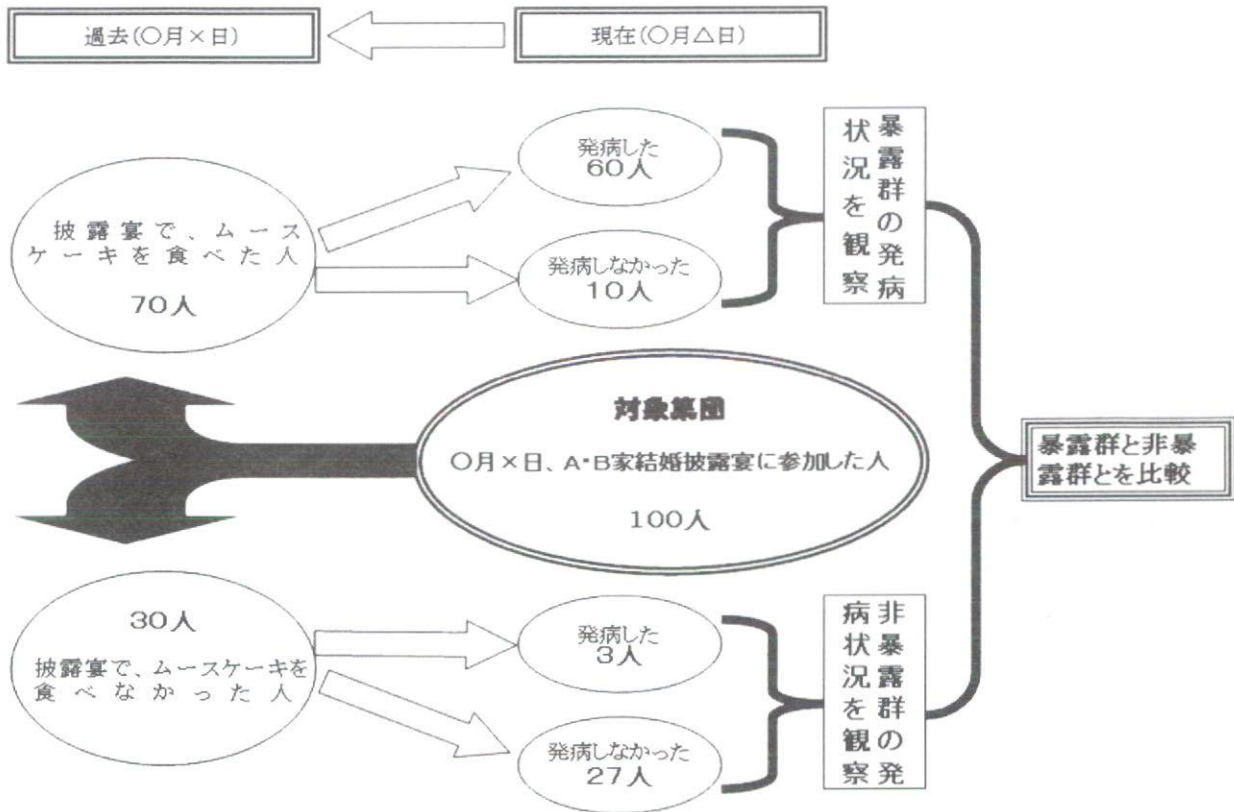 過去(〇月×日)
現在(〇月△日)
披露宴で、ムース
ケーキを食べた人
70人
発病した
60人
発病しなかった
10人
暴露群の発病
状況を観察
対象集団
〇月×日、A・B家結婚披露宴に参加した人
100人
暴露群と非暴
露群とを比較
30人
披露宴で、ムースケーキを
食べなかった人
発病した
3人
発病しなかった
27人
非暴露群の発
病状況を観察